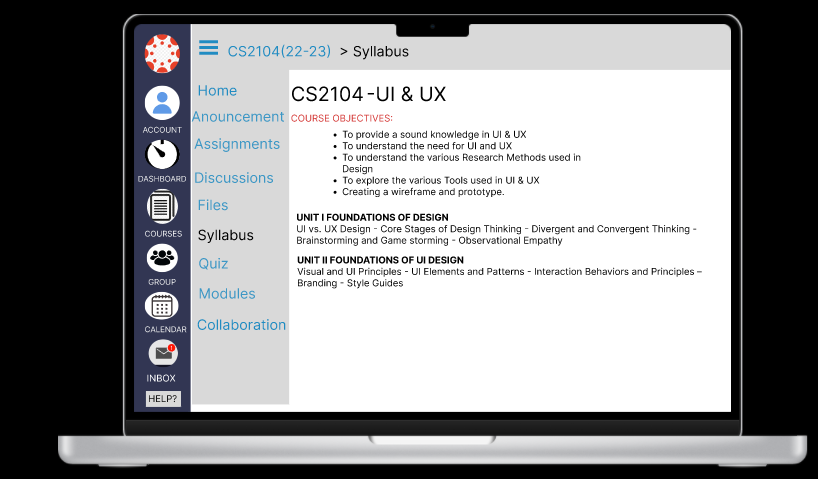 CS2104(22-23) > Syllabus
ACCOUNT
DASHBOARD
COURSES
GROUP
CALENDAR
INBOX
HELP?
Home
Anouncement
Assignments
Discussions
Files
Syllabus
Quiz
Modules
Collaboration
CS2104-UI & UX
COURSE OBJECTIVES:
• To provide a sound knowledge in UI & UX
• To understand the need for UI and UX
• To understand the various Research Methods used in
Design
• To explore the various Tools used in UI & UX
• Creating a wireframe and prototype.
UNIT I FOUNDATIONS OF DESIGN
UI vs. UX Design - Core Stages of Design Thinking - Divergent and Convergent Thinking -
Brainstorming and Game storming - Observational Empathy
UNIT II FOUNDATIONS OF UI DESIGN
Visual and UI Principles - UI Elements and Patterns - Interaction Behaviors and Principles –
Branding - Style Guides